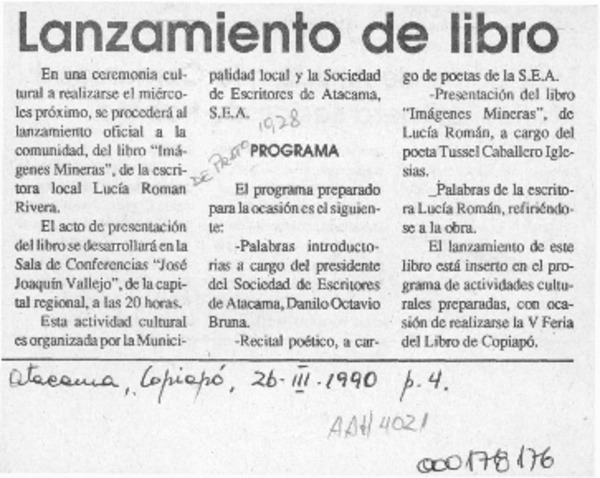 Lanzamiento de libro
En una ceremonia cul-
tural a realizarse el miérco-
les próximo, se procederá al
lanzamiento oficial a la
comunidad, del libro "Imá-
genes Mineras", de la escri-
tora local Lucía Roman
Rivera.
El acto de presentación
del libro se desarrollará en la
Sala de Conferencias "José
Joaquín Vallejo", de la capi-
tal regional, a las 20 horas.
Esta actividad cultural
es organizada por la Munici-
palidad local y la Sociedad
de Escritores de Atacama,
S.E.A.
1928
PROGRAMA
El programa preparado
para la ocasión es el siguien-
te:
-Palabras introducto-
rias a cargo del presidente
del Sociedad de Escritores
de Atacama, Danilo Octavio
Bruna.
-Recital poético, a car-
go de poetas de la S.E.A.
-Presentación del libro
"Imágenes Mineras", de
Lucía Román, a cargo del
poeta Tussel Caballero Igle-
sias.
_Palabras de la escrito-
ra Lucía Román, refiriéndo-
se a la obra.
El lanzamiento de este
libro está inserto en el pro-
grama de actividades cultu-
rales preparadas, con oca-
sión de realizarse la V Feria
del Libro de Copiapó.
Atacama, Copiapó, 26-III-1990 p. 4.
AAH4021
000178176